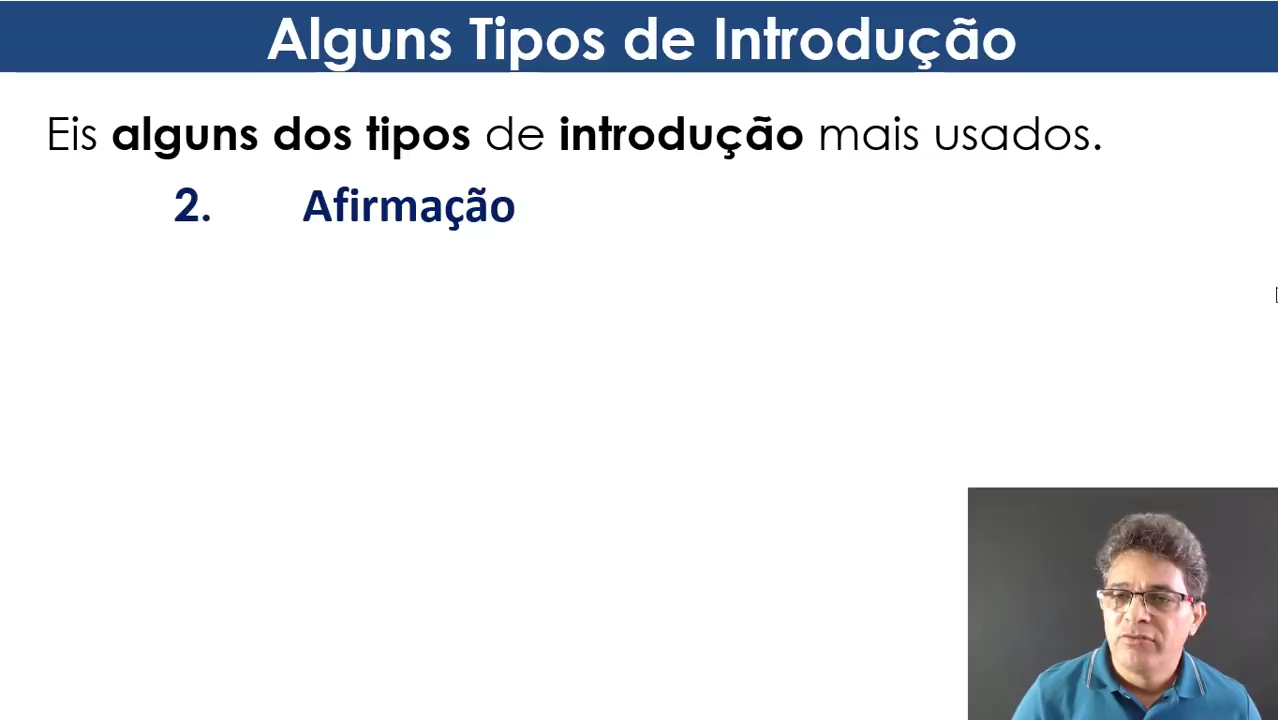 Alguns Tipos de Introdução
Eis alguns dos tipos de introdução mais usados.
2. Afirmação